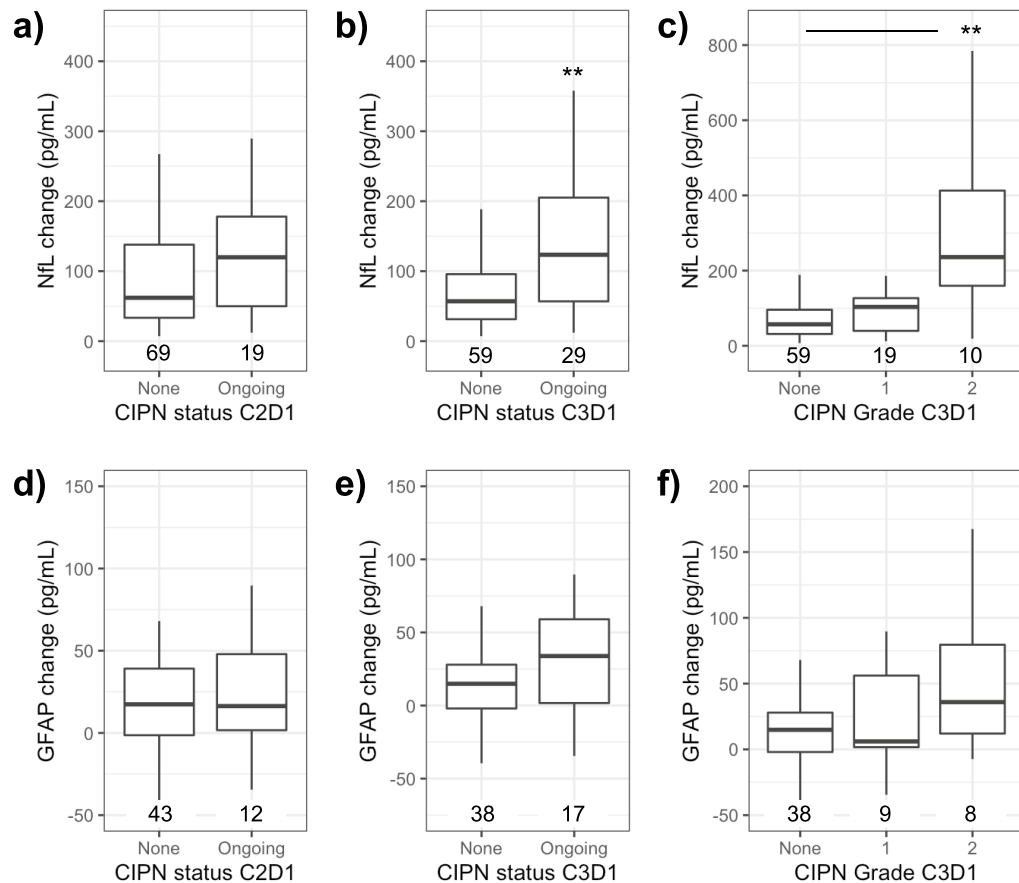 a)
NfL change (pg/mL)
400
300
200
100
0
69 19
None Ongoing
CIPN status C2D1
b)
NfL change (pg/mL)
400
300
200
100
0
**
59 29
None Ongoing
CIPN status C3D1
c)
NfL change (pg/mL)
800
600
400
200
0
**
59 19 10
None 1 2
CIPN Grade C3D1
d)
GFAP change (pg/mL)
150
100
50
0
-50
43 12
None Ongoing
CIPN status C2D1
e)
GFAP change (pg/mL)
150
100
50
0
-50
38 17
None Ongoing
CIPN status C3D1
f)
GFAP change (pg/mL)
200
150
100
50
0
-50
38 9 8
None 1 2
CIPN Grade C3D1